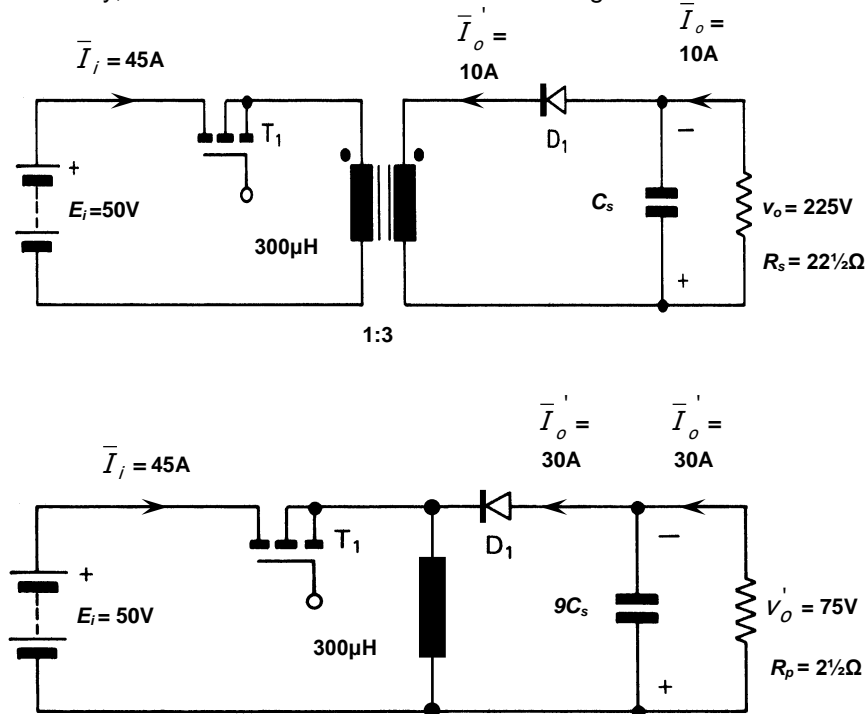 Ī_o' =
Ī_o =
Ī_i = 45A
10A
10A
T₁
D₁
+
−
E_i =50V
C_s
v_o = 225V
300µH
R_s = 22½Ω
+
1:3
Ī_o' =
Ī_o' =
Ī_i = 45A
30A
30A
T₁
D₁
+
−
E_i = 50V
9C_s
v_o' = 75V
300µH
R_p = 2½Ω
+